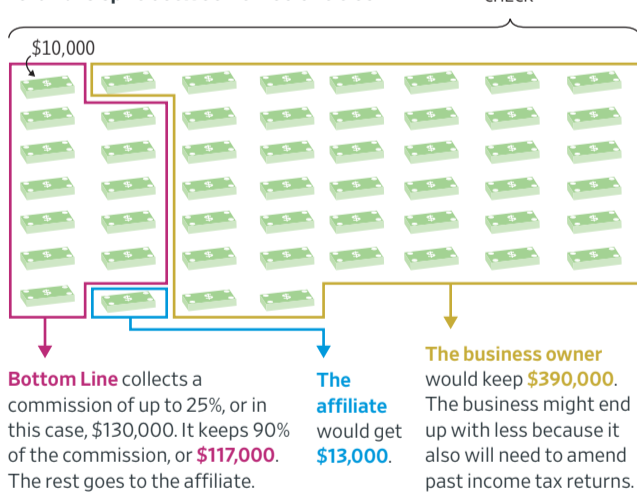 $10,000
Bottom Line collects a
commission of up to 25%, or in
this case, $130,000. It keeps 90%
of the commission, or $117,000.
The rest goes to the affiliate.
The
affiliate
would get
$13,000.
The business owner
would keep $390,000.
The business might end
up with less because it
also will need to amend
past income tax returns.